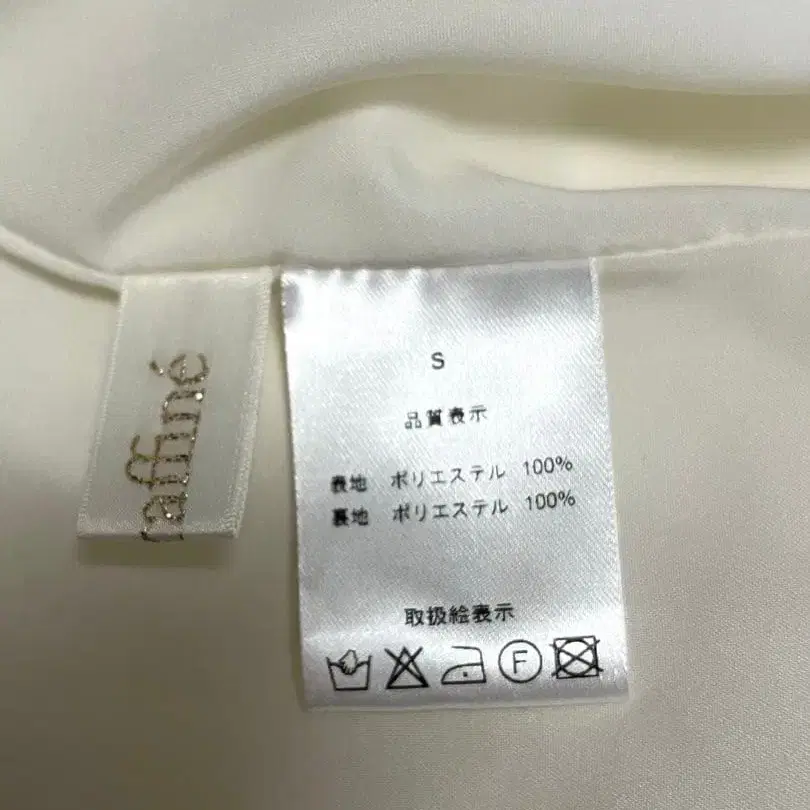 raffiné
S
品質表示
表地 ポリエステル 100%
裏地 ポリエステル 100%
取扱絵表示
F